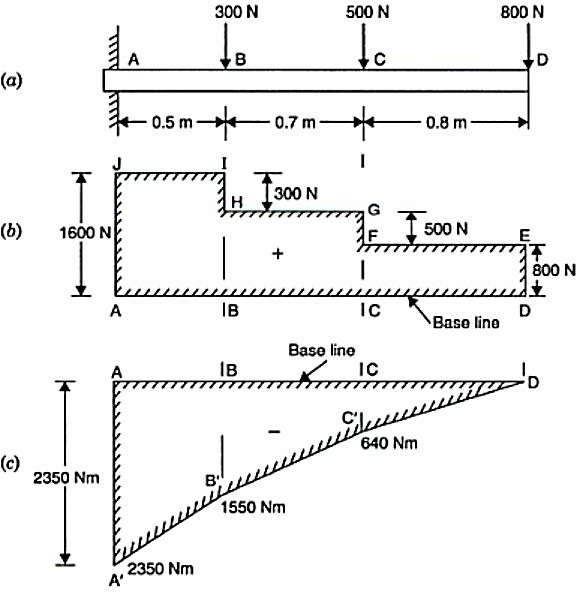 300 N 500 N 800 N
(a) A B C D
0.5 m 0.7 m 0.8 m
J I
300 N
H G
(b) 1600 N 500 N
F E
+ 800 N
A B C D
Base line
Base line
A B C D
C'
− 640 Nm
(c) 2350 Nm B'
1550 Nm
2350 Nm
A'